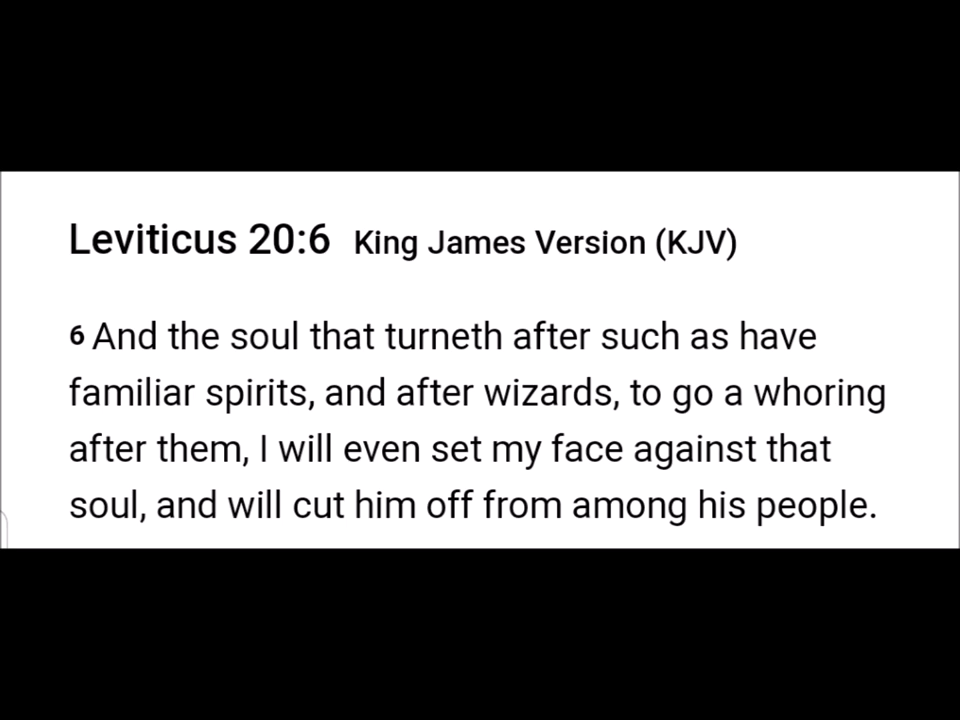 Leviticus 20:6 King James Version (KJV)
6 And the soul that turneth after such as have
familiar spirits, and after wizards, to go a whoring
after them, I will even set my face against that
soul, and will cut him off from among his people.